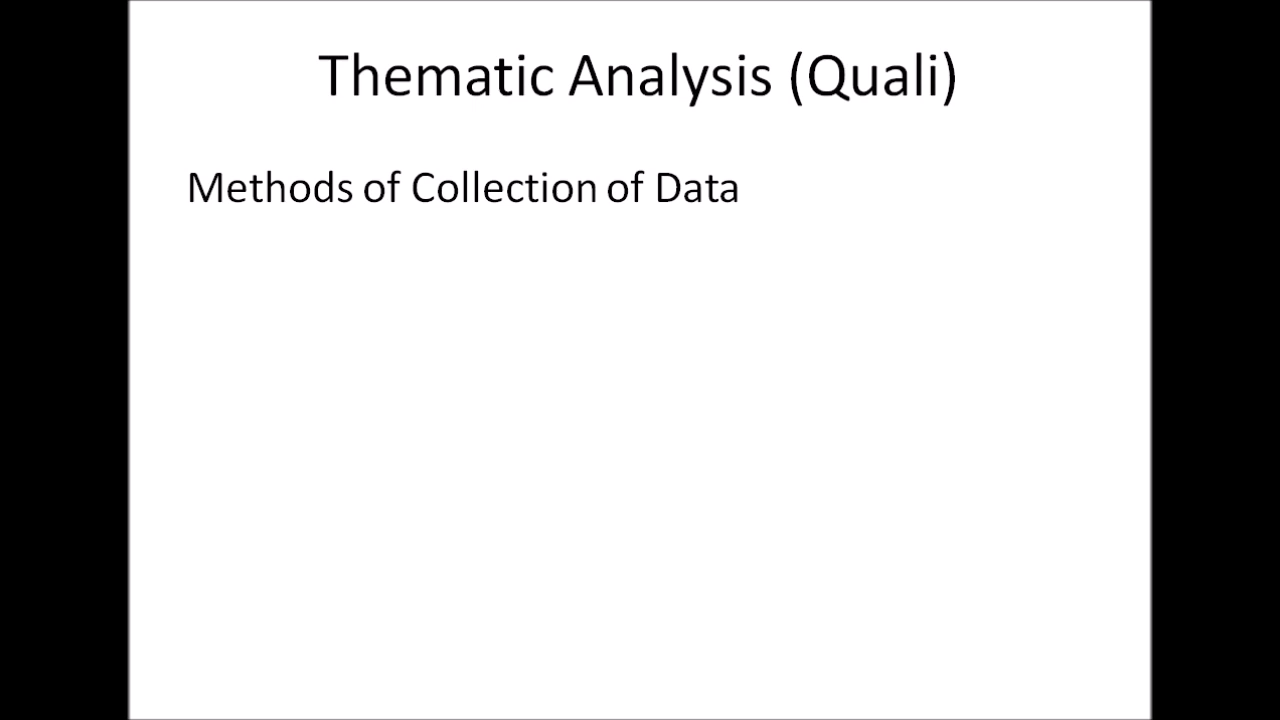 Thematic Analysis (Quali)
Methods of Collection of Data